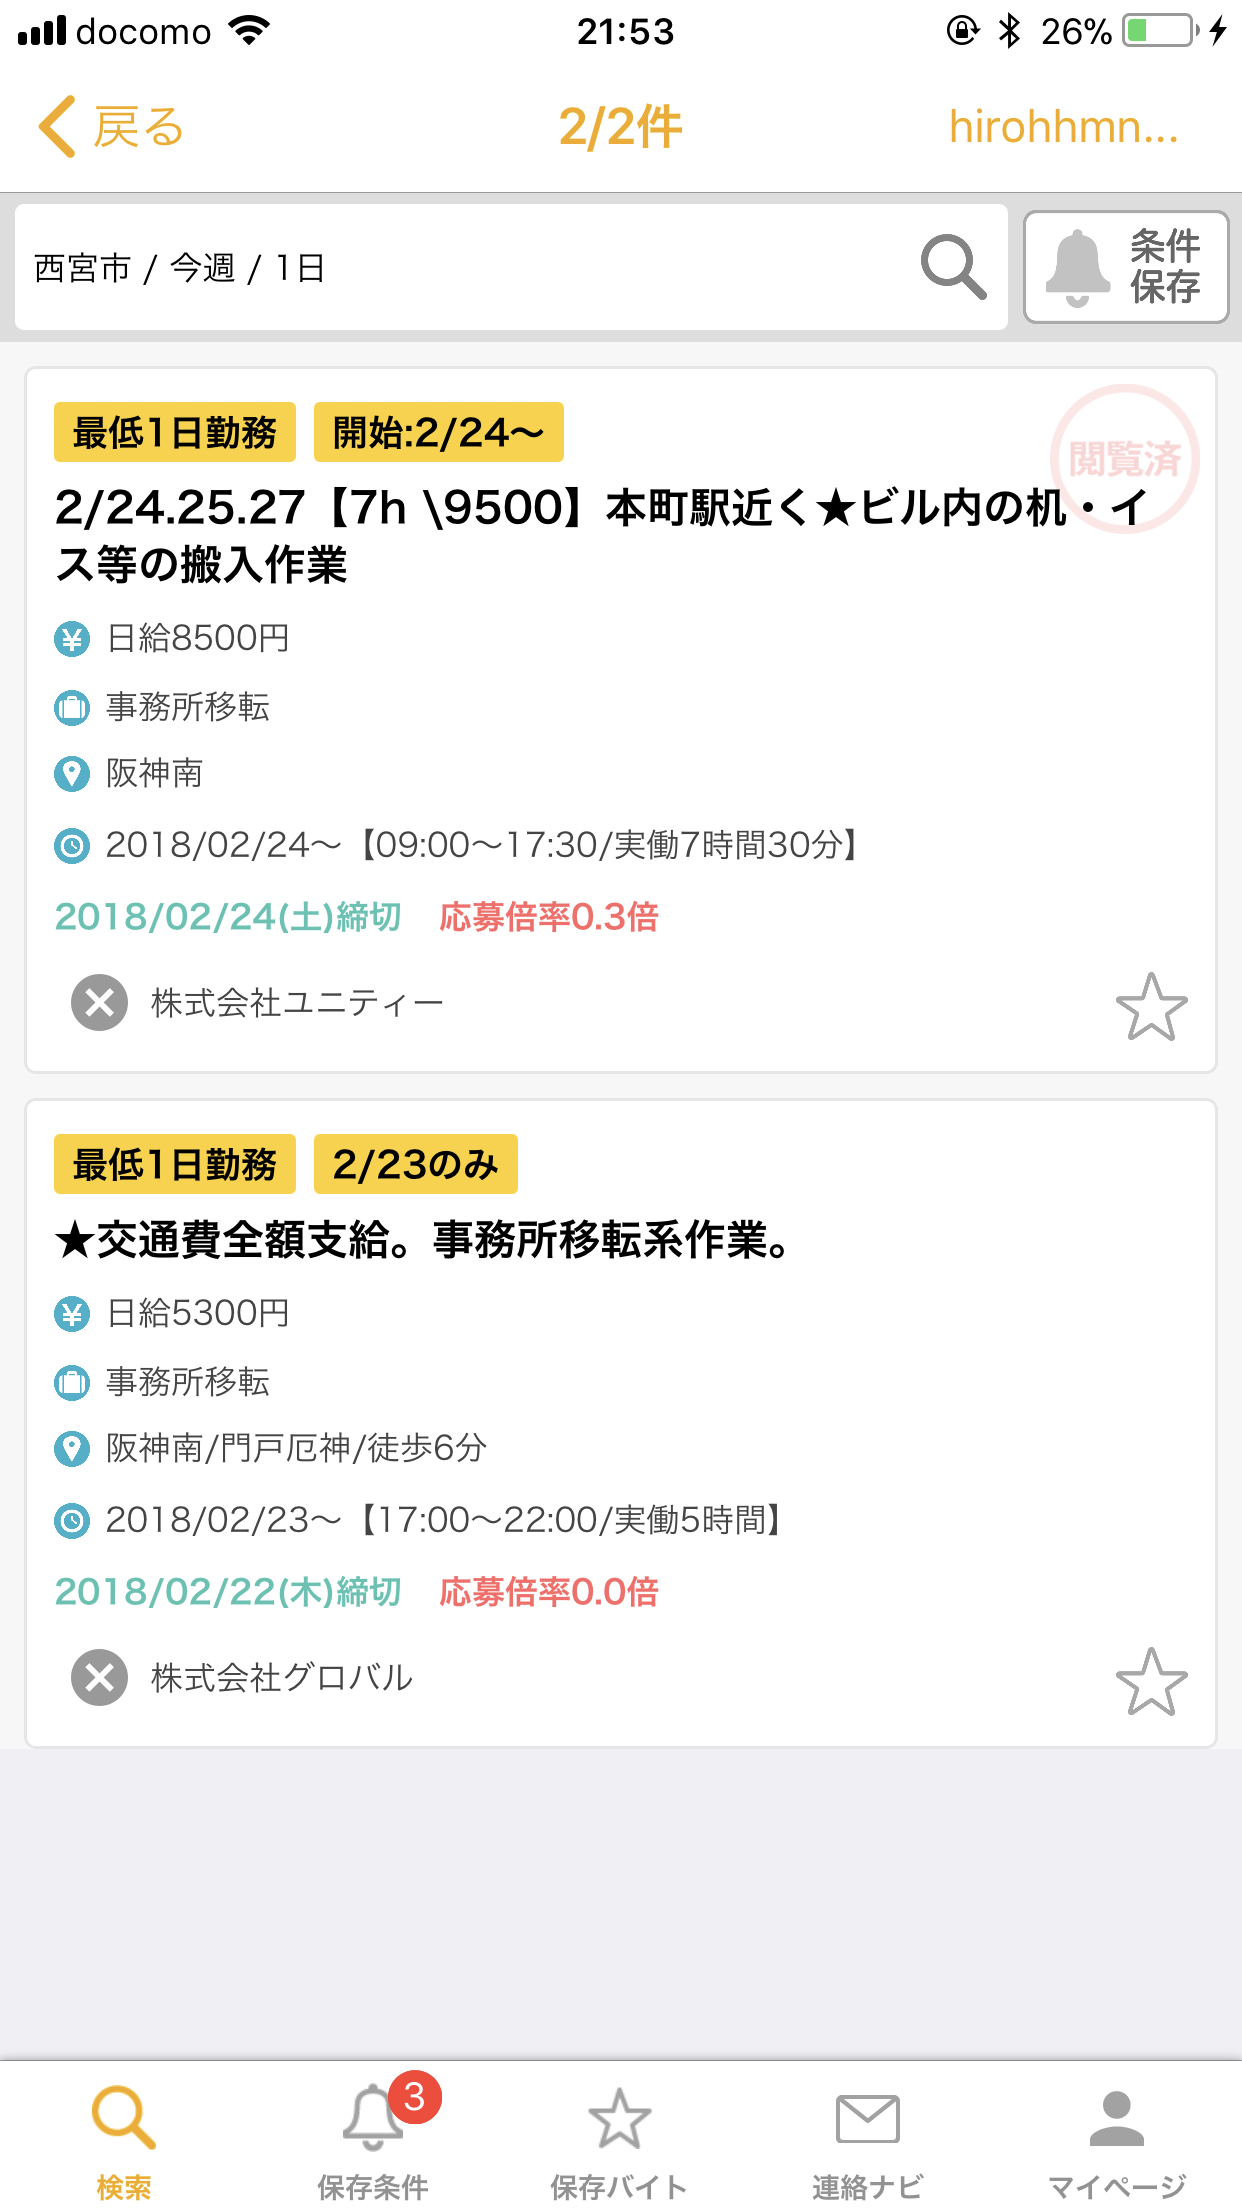 docomo 21:53 26%
戻る 2/2件 hirohhmn...
西宮市 / 今週 / 1日
条件
保存
最低1日勤務 開始:2/24〜
閲覧済
2/24.25.27【7h \9500】本町駅近く★ビル内の机・イ
ス等の搬入作業
日給8500円
事務所移転
阪神南
2018/02/24〜【09:00〜17:30/実働7時間30分】
2018/02/24(土)締切 応募倍率0.3倍
株式会社ユニティー
最低1日勤務 2/23のみ
★交通費全額支給。事務所移転系作業。
日給5300円
事務所移転
阪神南/門戸厄神/徒歩6分
2018/02/23〜【17:00〜22:00/実働5時間】
2018/02/22(木)締切 応募倍率0.0倍
株式会社グロバル
3
検索 保存条件 保存バイト 連絡ナビ マイページ